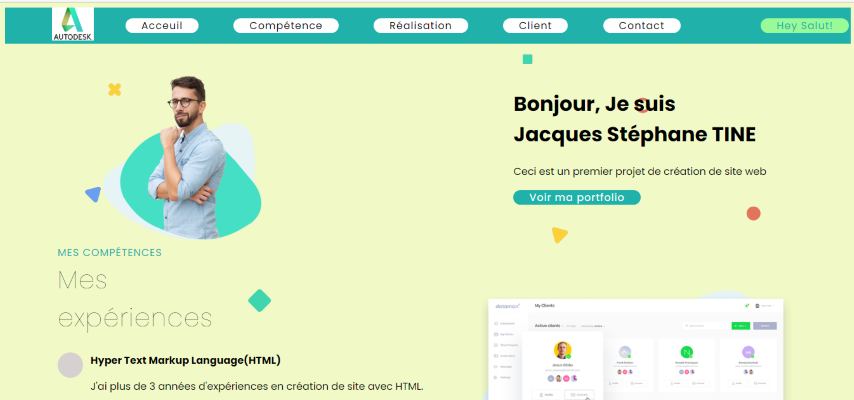 AUTODESK
Acceuil
Compétence
Réalisation
Client
Contact
Hey Salut!
Bonjour, Je suis
Jacques Stéphane TINE
Ceci est un premier projet de création de site web
Voir ma portfolio
MES COMPÉTENCES
Mes
expériences
Hyper Text Markup Language(HTML)
J'ai plus de 3 années d'expériences en création de site avec HTML.
My Clients
Active clients